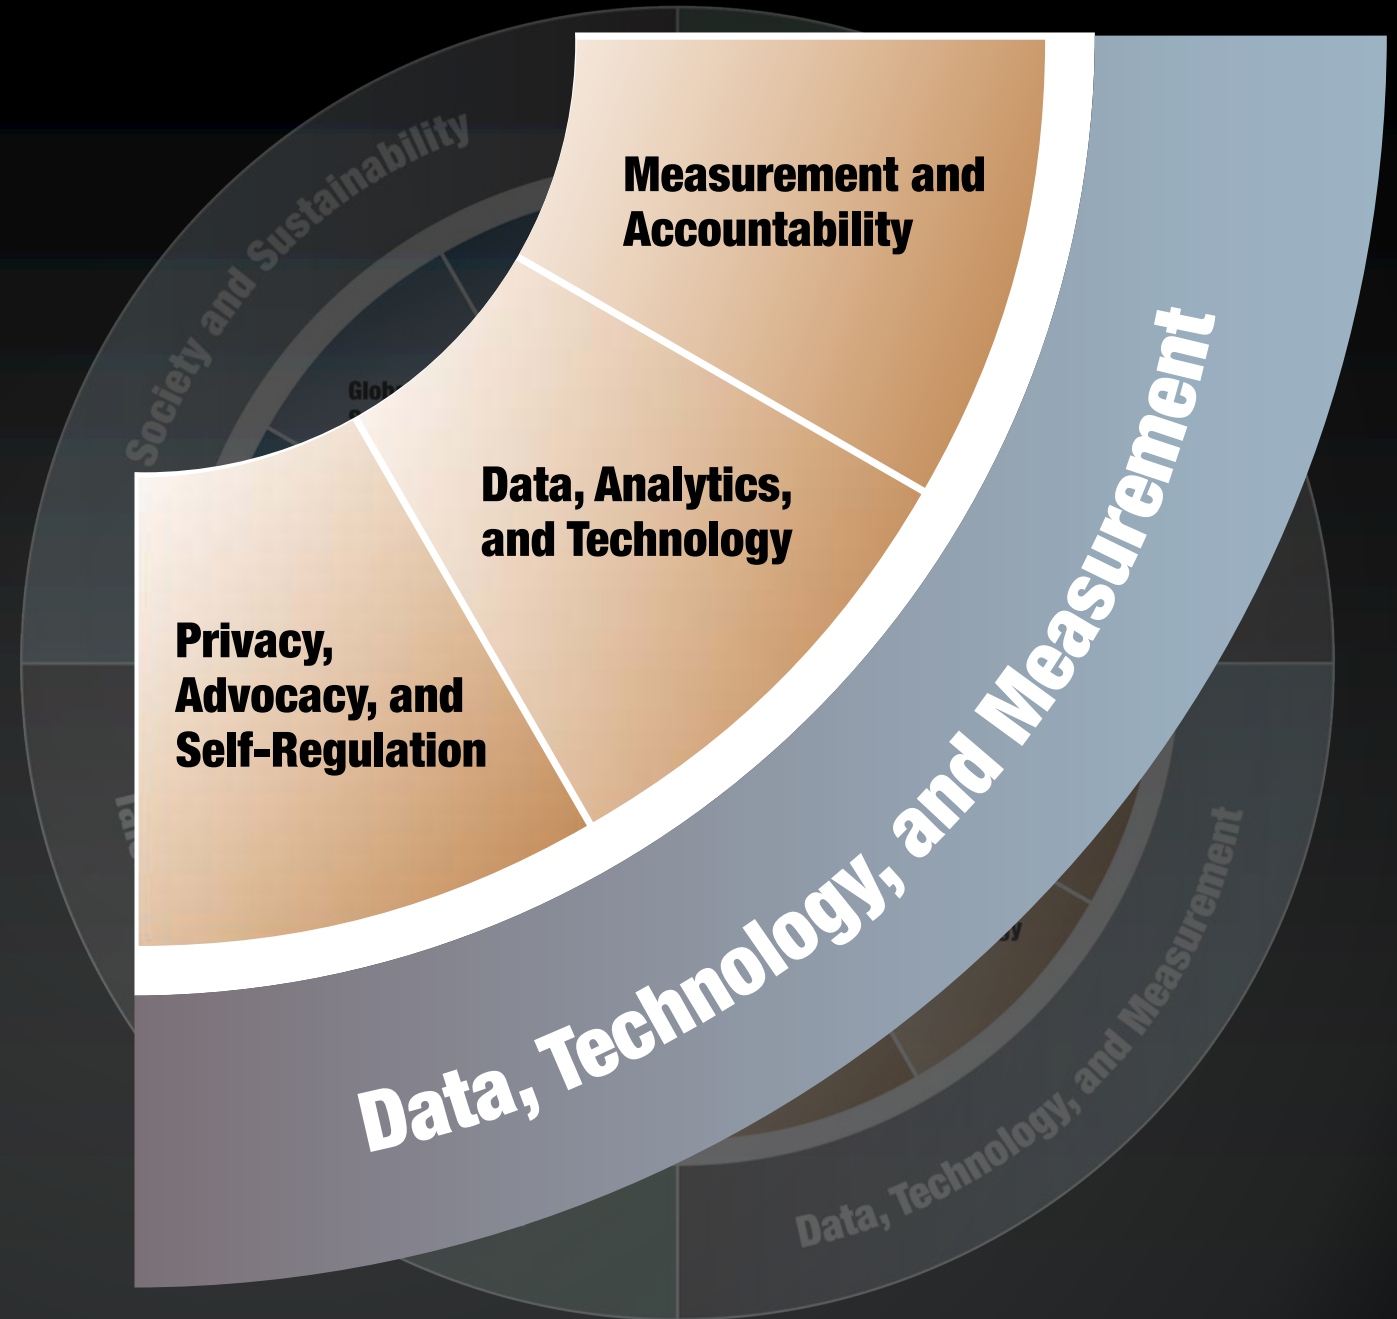 Society and Sustainability
Measurement and
Accountability
Data, Analytics,
and Technology
Privacy,
Advocacy, and
Self-Regulation
Data, Technology, and Measurement
Data, Technology, and Measurement